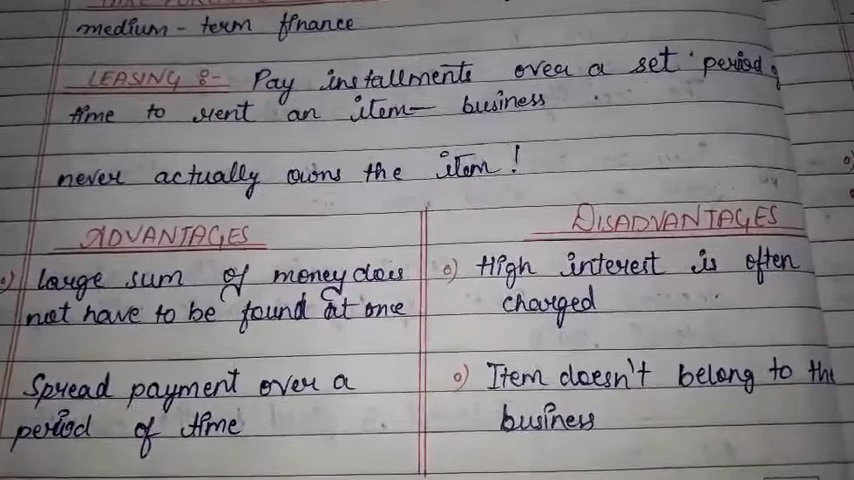 medium - term finance
LEASING :- Pay installments over a set period of
time to rent an item— business
never actually owns the item!
ADVANTAGES
DISADVANTAGES
o) large sum of money does
not have to be found at once
Spread payment over a
period of time
o) High interest is often
charged
o) Item doesn't belong to the
business